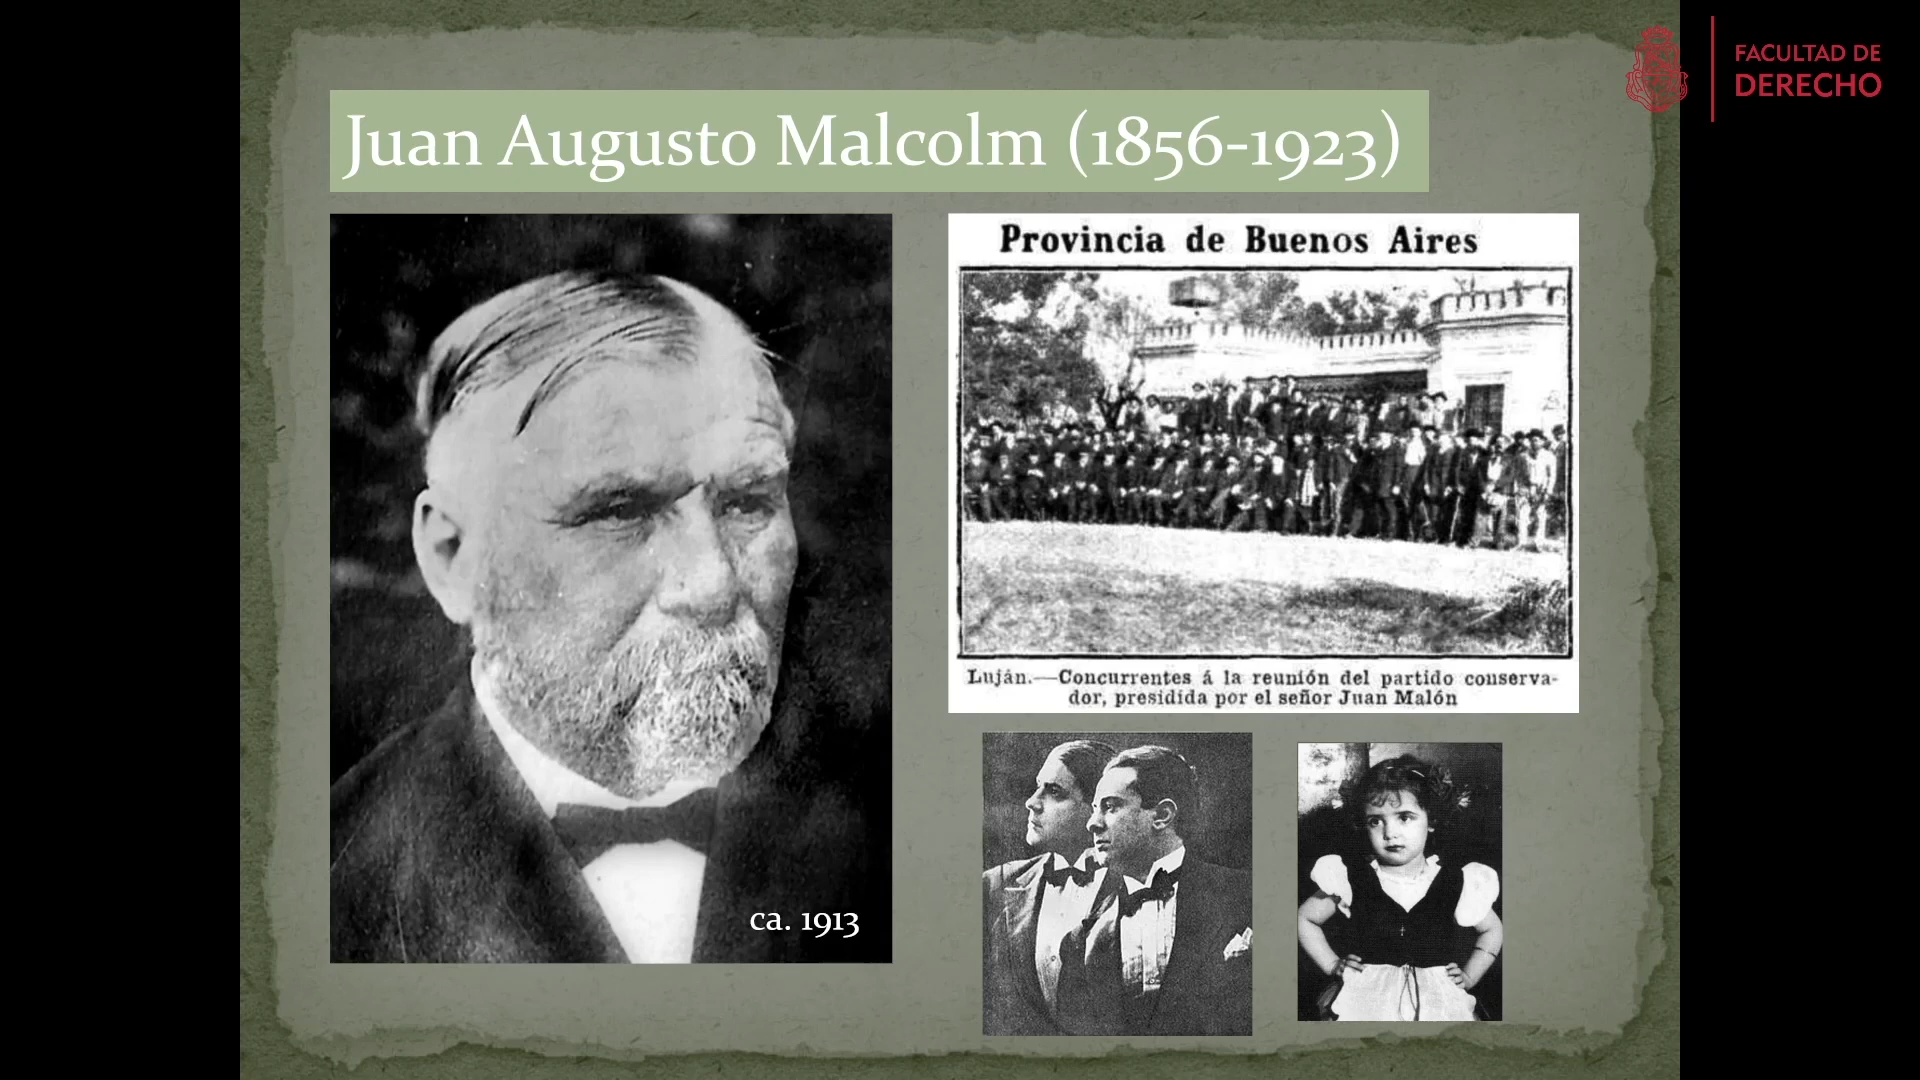 Juan Augusto Malcolm (1856-1923)
FACULTAD DE
DERECHO
Provincia de Buenos Aires
Luján.—Concurrentes á la reunión del partido conserva-
dor, presidida por el señor Juan Malón
ca. 1913